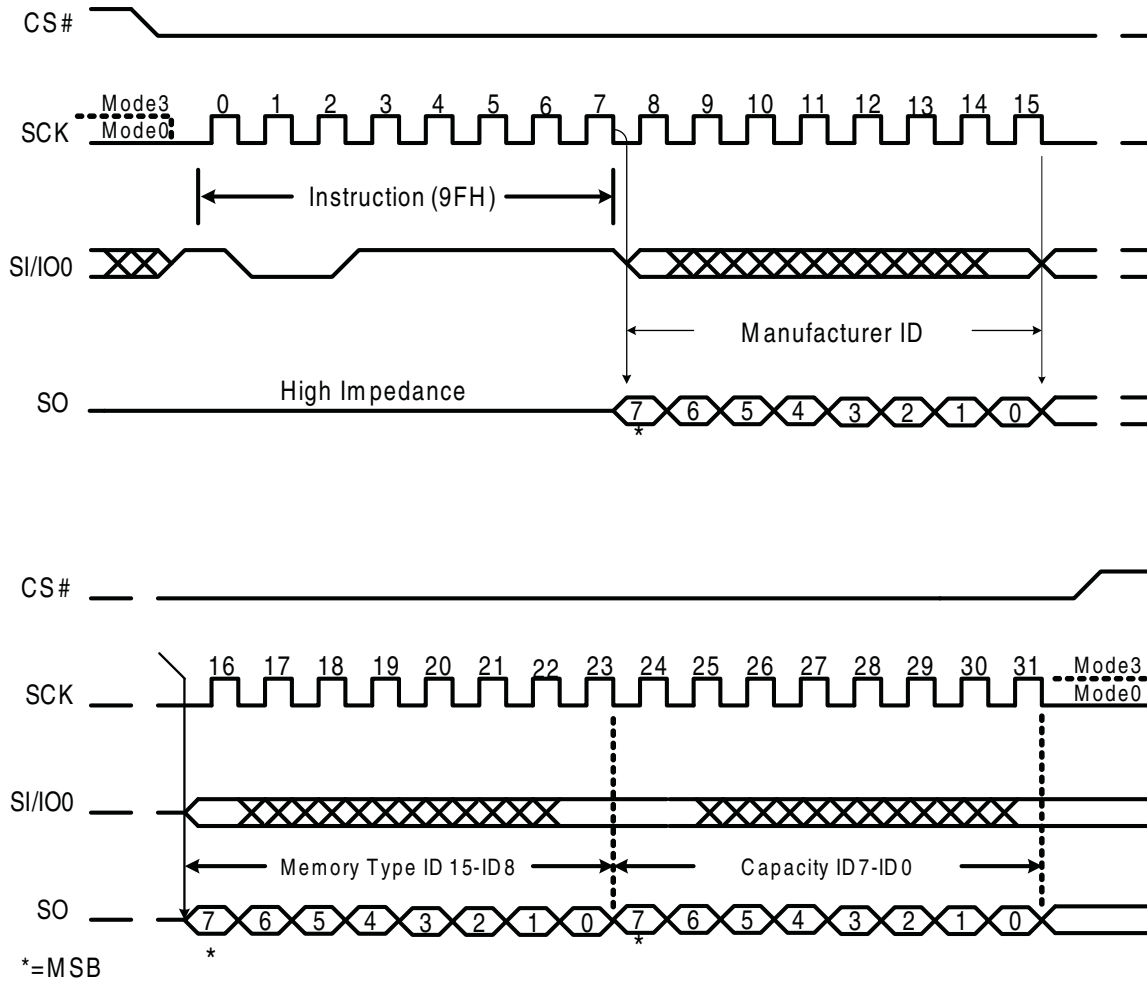 CS#
Mode3
0 1 2 3 4 5 6 7 8 9 10 11 12 13 14 15
SCK
Mode0
Instruction (9FH)
SI/IO0
Manufacturer ID
High Impedance
SO
7 6 5 4 3 2 1 0
*
CS#
16 17 18 19 20 21 22 23 24 25 26 27 28 29 30 31
Mode3
SCK
Mode0
SI/IO0
Memory Type ID 15-ID8
Capacity ID7-ID0
SO
7 6 5 4 3 2 1 0 7 6 5 4 3 2 1 0
* *
*=MSB